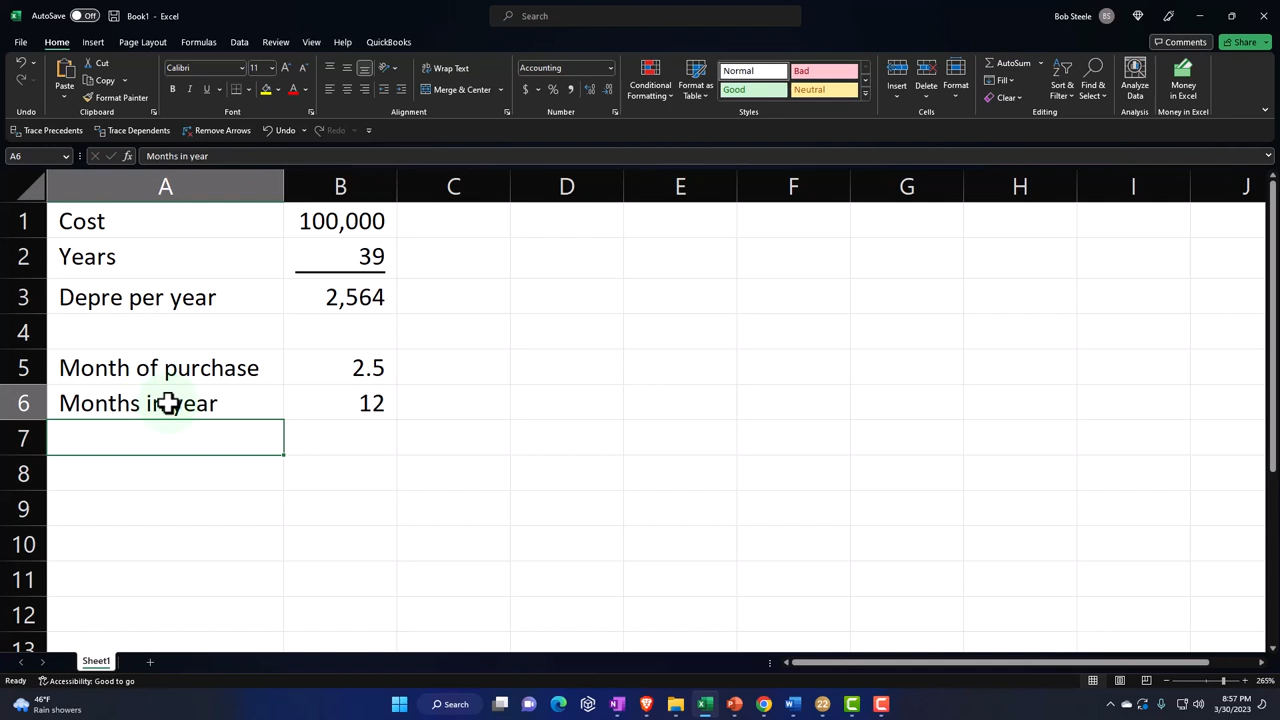 AutoSave Off Book1 - Excel Search Bob Steele BS
File Home Insert Page Layout Formulas Data Review View Help QuickBooks Comments Share
Cut Calibri 11 Wrap Text Accounting Normal Bad AutoSum
Paste Copy Conditional Formatting Format as Table Insert Delete Format Fill Sort & Filter Find & Select Analyze Data Money in Excel
Format Painter B I U Merge & Center $ % Good Neutral Clear
Undo Clipboard Font Alignment Number Styles Cells Editing Analysis Money in Excel
Trace Precedents Trace Dependents Remove Arrows Undo Redo
A6 fx Months in year
A B C D E F G H I J
1 Cost 100,000
2 Years 39
3 Depre per year 2,564
4
5 Month of purchase 2.5
6 Months in year 12
7
8
9
10
11
12
13
Sheet1
Ready Accessibility: Good to go 265%
46°F
Rain showers
Search
22
8:57 PM
3/30/2023